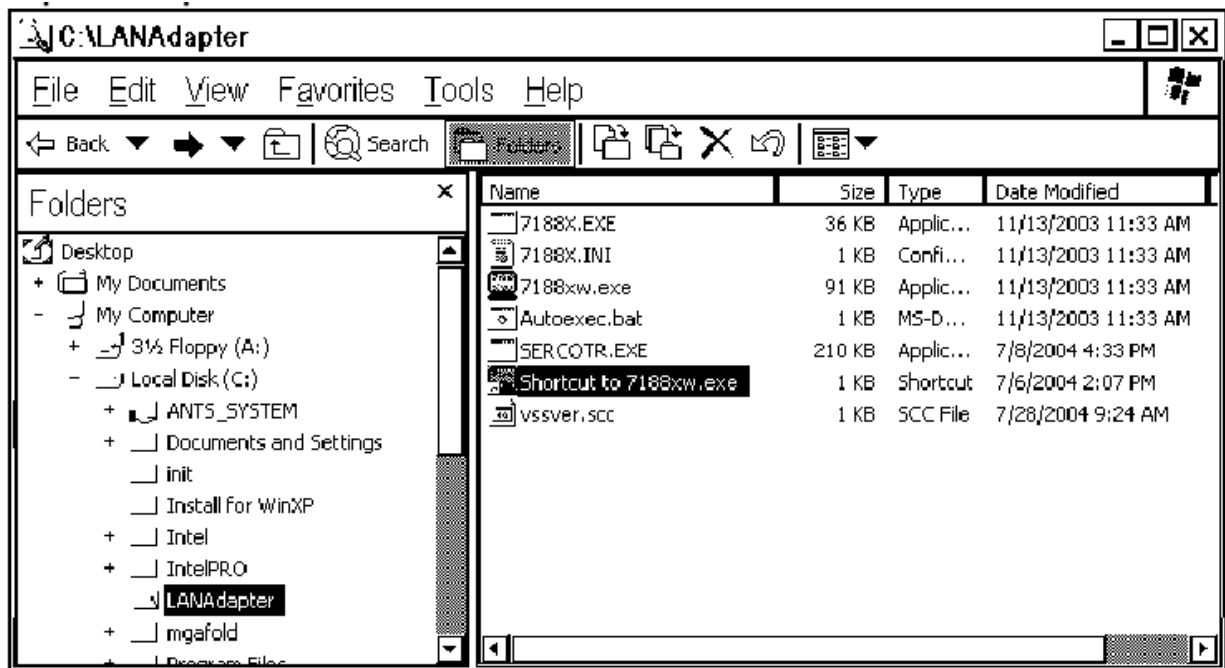 C:\LANAdapter
File Edit View Favorites Tools Help
Back Search Folders
Folders
Desktop
+ My Documents
- My Computer
+ 3½ Floppy (A:)
- Local Disk (C:)
+ ANTS_SYSTEM
+ Documents and Settings
init
Install for WinXP
+ Intel
+ IntelPRO
LANAdapter
+ mgafold
+ Program Files
Name Size Type Date Modified
7188X.EXE 36 KB Applic... 11/13/2003 11:33 AM
7188X.INI 1 KB Confi... 11/13/2003 11:33 AM
7188xw.exe 91 KB Applic... 11/13/2003 11:33 AM
Autoexec.bat 1 KB MS-D... 11/13/2003 11:33 AM
SERCOTR.EXE 210 KB Applic... 7/8/2004 4:33 PM
Shortcut to 7188xw.exe 1 KB Shortcut 7/6/2004 2:07 PM
vssver.scc 1 KB SCC File 7/28/2004 9:24 AM